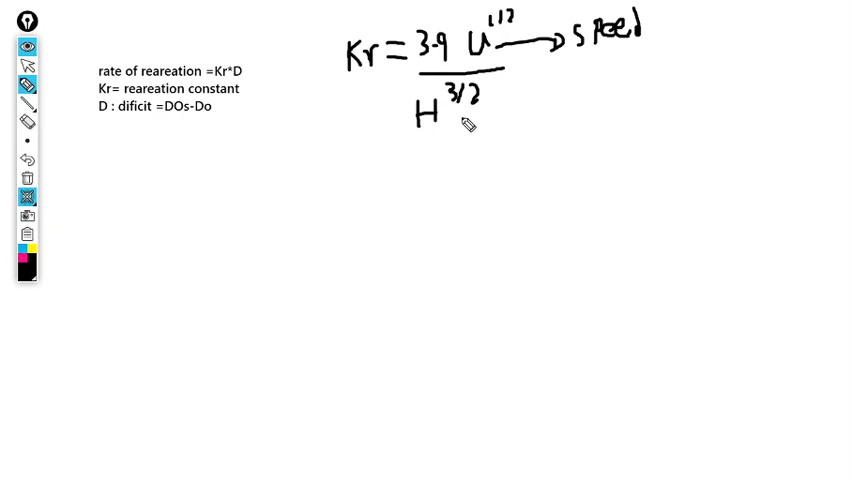 rate of reareation =Kr*D
Kr= reareation constant
D : dificit =DOs-Do
Kr = 3.9 U^1/2 → speed
H^3/2